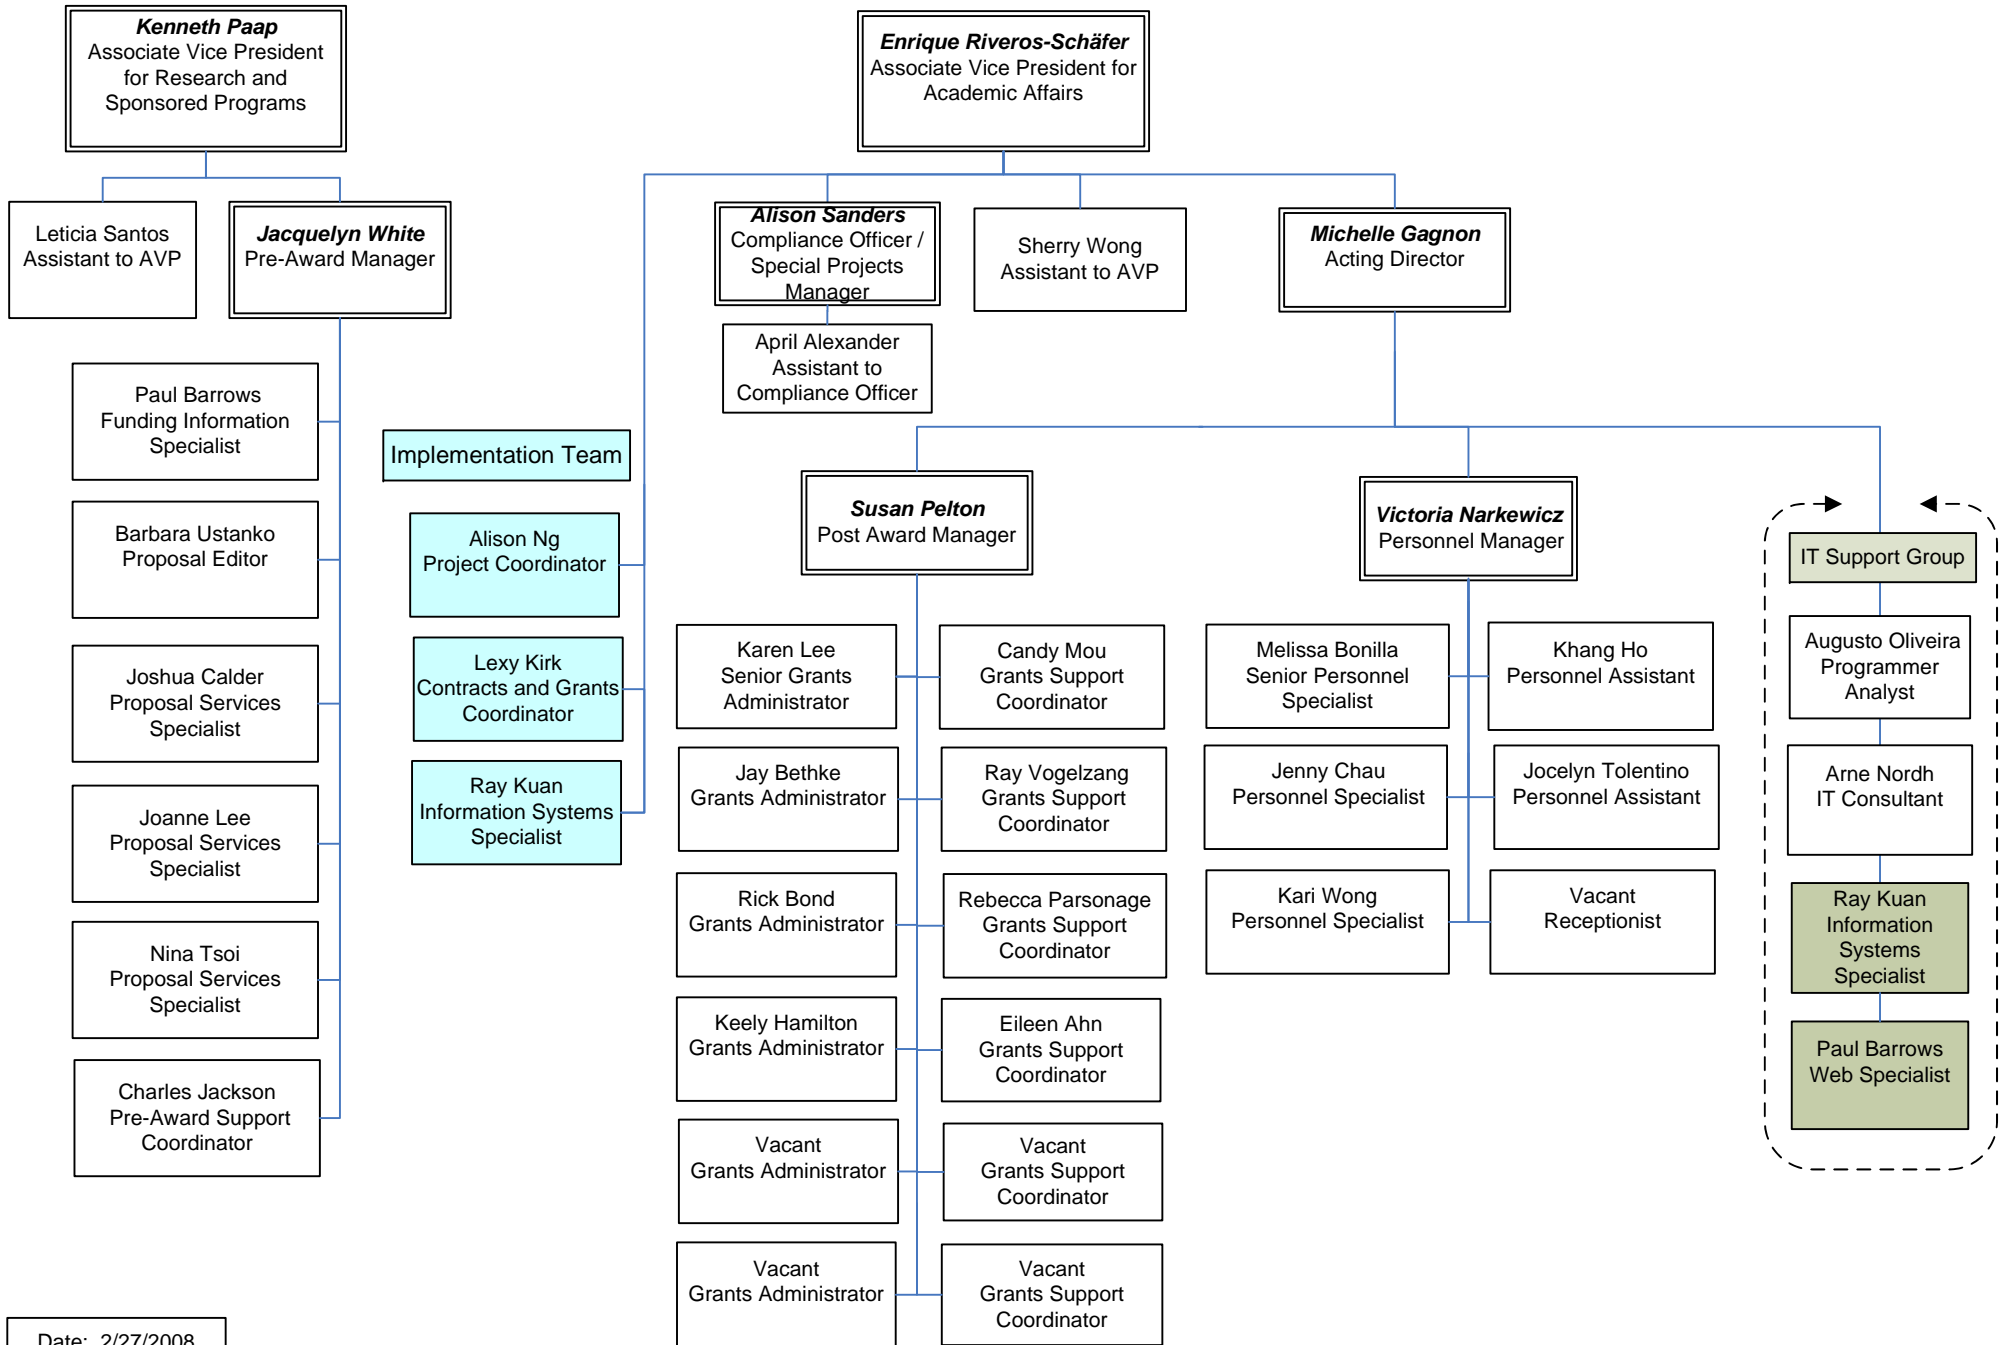 Kenneth Paap
Associate Vice President
for Research and
Sponsored Programs
Enrique Riveros-Schäfer
Associate Vice President for
Academic Affairs
Leticia Santos
Assistant to AVP
Jacquelyn White
Pre-Award Manager
Alison Sanders
Compliance Officer /
Special Projects
Manager
Sherry Wong
Assistant to AVP
Michelle Gagnon
Acting Director
April Alexander
Assistant to
Compliance Officer
Paul Barrows
Funding Information
Specialist
Barbara Ustanko
Proposal Editor
Joshua Calder
Proposal Services
Specialist
Joanne Lee
Proposal Services
Specialist
Nina Tsoi
Proposal Services
Specialist
Charles Jackson
Pre-Award Support
Coordinator
Implementation Team
Alison Ng
Project Coordinator
Lexy Kirk
Contracts and Grants
Coordinator
Ray Kuan
Information Systems
Specialist
Susan Pelton
Post Award Manager
Karen Lee
Senior Grants
Administrator
Candy Mou
Grants Support
Coordinator
Jay Bethke
Grants Administrator
Ray Vogelzang
Grants Support
Coordinator
Rick Bond
Grants Administrator
Rebecca Parsonage
Grants Support
Coordinator
Keely Hamilton
Grants Administrator
Eileen Ahn
Grants Support
Coordinator
Vacant
Grants Administrator
Vacant
Grants Support
Coordinator
Vacant
Grants Administrator
Vacant
Grants Support
Coordinator
Victoria Narkewicz
Personnel Manager
Melissa Bonilla
Senior Personnel
Specialist
Khang Ho
Personnel Assistant
Jenny Chau
Personnel Specialist
Jocelyn Tolentino
Personnel Assistant
Kari Wong
Personnel Specialist
Vacant
Receptionist
IT Support Group
Augusto Oliveira
Programmer
Analyst
Arne Nordh
IT Consultant
Ray Kuan
Information
Systems
Specialist
Paul Barrows
Web Specialist
Date: 2/27/2008